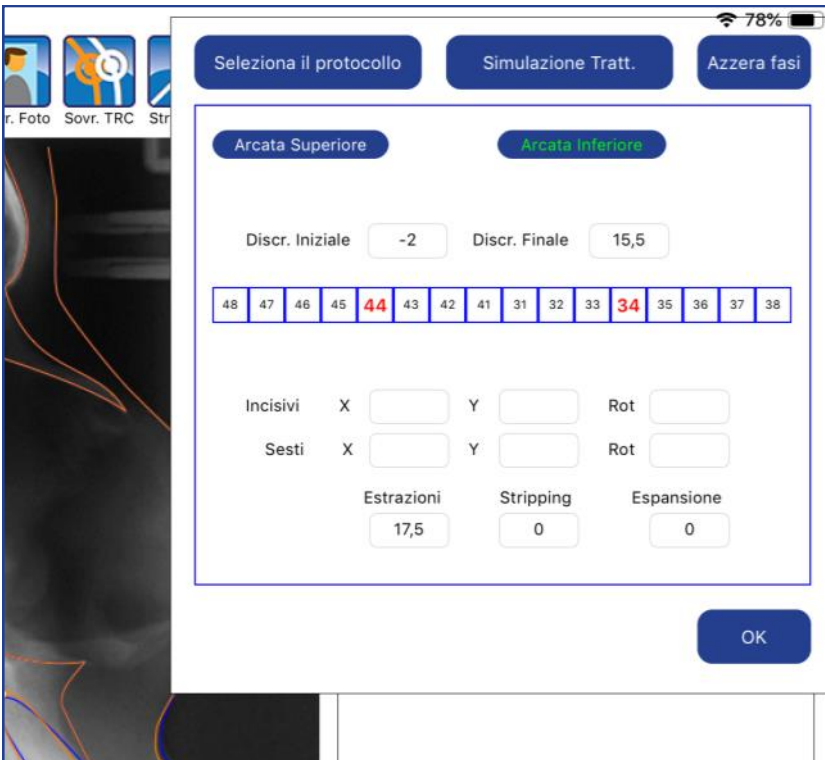 78%
Seleziona il protocollo Simulazione Tratt. Azzera fasi
r. Foto Sovr. TRC Str
Arcata Superiore Arcata Inferiore
Discr. Iniziale -2 Discr. Finale 15,5
48 47 46 45 44 43 42 41 31 32 33 34 35 36 37 38
Incisivi X Y Rot
Sesti X Y Rot
Estrazioni Stripping Espansione
17,5 0 0
OK